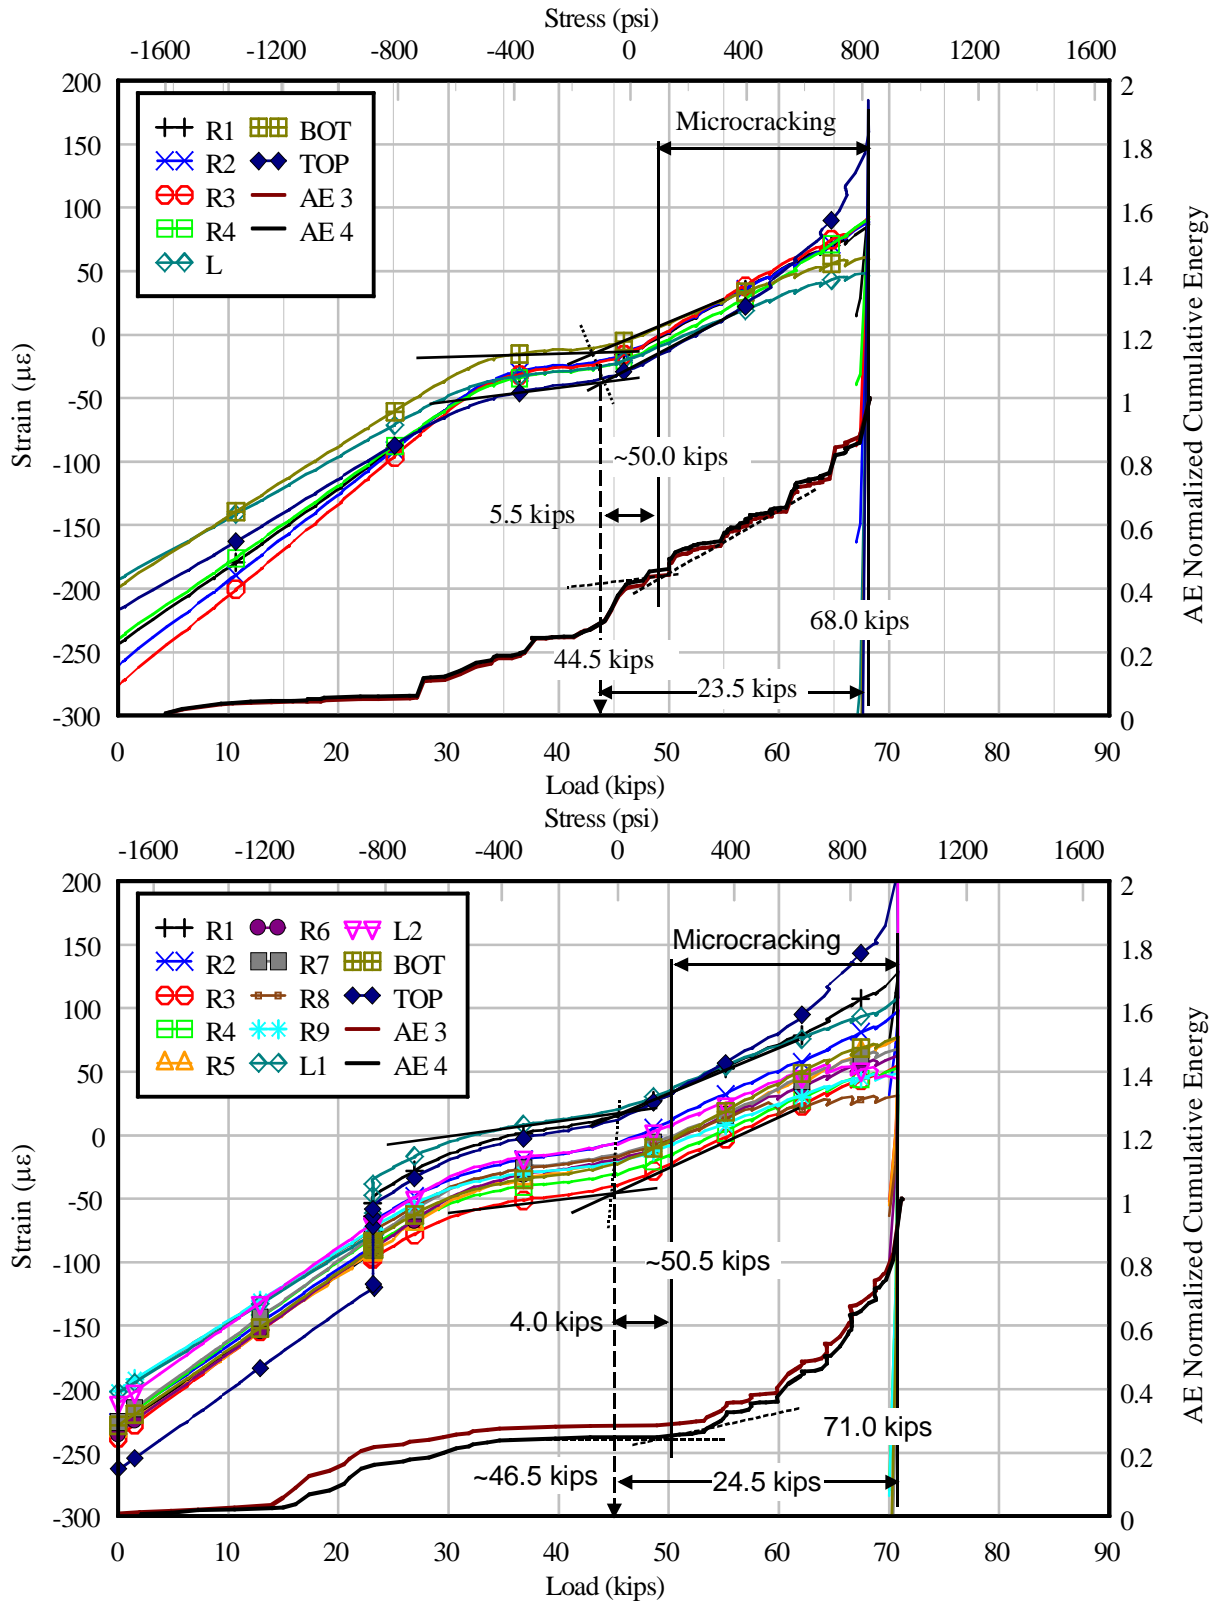 Stress (psi)
-1600 -1200 -800 -400 0 400 800 1200 1600
200 2
150 1.8
100 1.6
50 1.4
0 1.2
-50 1
-100 0.8
-150 0.6
-200 0.4
-250 0.2
-300 0
Strain (µε)
AE Normalized Cumulative Energy
R1 BOT
R2 TOP
R3 AE 3
R4 AE 4
L
Microcracking
~50.0 kips
5.5 kips
68.0 kips
44.5 kips
23.5 kips
0 10 20 30 40 50 60 70 80 90
Load (kips)
Stress (psi)
-1600 -1200 -800 -400 0 400 800 1200 1600
200 2
150 1.8
100 1.6
50 1.4
0 1.2
-50 1
-100 0.8
-150 0.6
-200 0.4
-250 0.2
-300 0
Strain (µε)
AE Normalized Cumulative Energy
R1 R6 L2
R2 R7 BOT
R3 R8 TOP
R4 R9 AE 3
R5 L1 AE 4
Microcracking
~50.5 kips
4.0 kips
71.0 kips
~46.5 kips
24.5 kips
0 10 20 30 40 50 60 70 80 90
Load (kips)